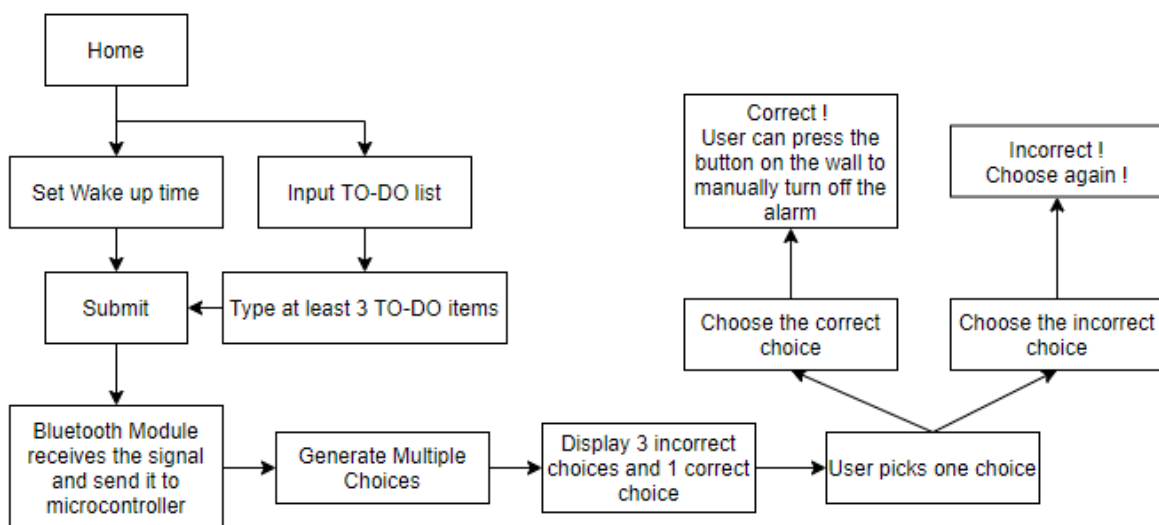 Home
Set Wake up time
Input TO-DO list
Submit
Type at least 3 TO-DO items
Bluetooth Module
receives the signal
and send it to
microcontroller
Generate Multiple
Choices
Display 3 incorrect
choices and 1 correct
choice
User picks one choice
Choose the correct
choice
Choose the incorrect
choice
Correct !
User can press the
button on the wall to
manually turn off the
alarm
Incorrect !
Choose again !